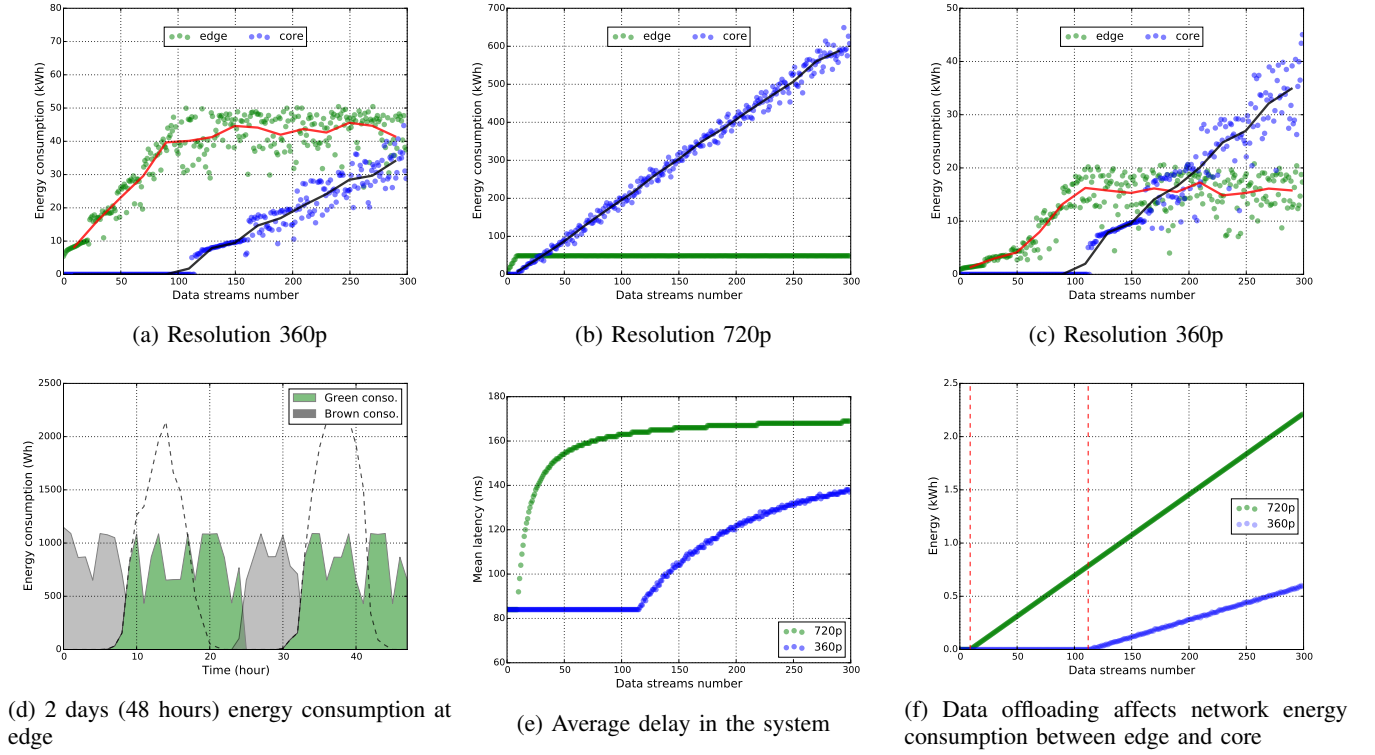 80
70
60
50
40
30
20
10
0
0 50 100 150 200 250 300
Energy consumption (kWh)
Data streams number
edge core
(a) Resolution 360p
700
600
500
400
300
200
100
0
0 50 100 150 200 250 300
Energy consumption (kWh)
Data streams number
edge core
(b) Resolution 720p
50
40
30
20
10
0
0 50 100 150 200 250 300
Energy consumption (kWh)
Data streams number
edge core
(c) Resolution 360p
2500
2000
1500
1000
500
0
0 10 20 30 40
Energy consumption (Wh)
Time (hour)
Green conso.
Brown conso.
(d) 2 days (48 hours) energy consumption at
edge
180
160
140
120
100
80
60
0 50 100 150 200 250 300
Mean latency (ms)
Data streams number
720p
360p
(e) Average delay in the system
2.5
2.0
1.5
1.0
0.5
0.0
0 50 100 150 200 250 300
Energy (kWh)
Data streams number
720p
360p
(f) Data offloading affects network energy
consumption between edge and core